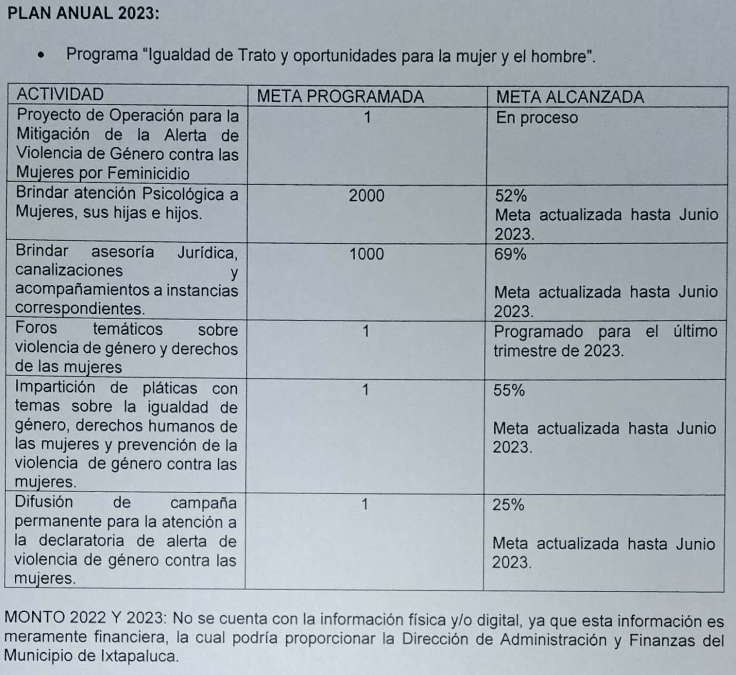 PLAN ANUAL 2023:
• Programa "Igualdad de Trato y oportunidades para la mujer y el hombre".
ACTIVIDAD META PROGRAMADA META ALCANZADA
Proyecto de Operación para la 1 En proceso
Mitigación de la Alerta de
Violencia de Género contra las
Mujeres por Feminicidio
Brindar atención Psicológica a 2000 52%
Mujeres, sus hijas e hijos. Meta actualizada hasta Junio
2023.
Brindar asesoría Jurídica, 1000 69%
canalizaciones y
acompañamientos a instancias Meta actualizada hasta Junio
correspondientes. 2023.
Foros temáticos sobre 1 Programado para el último
violencia de género y derechos trimestre de 2023.
de las mujeres
Impartición de pláticas con 1 55%
temas sobre la igualdad de
género, derechos humanos de Meta actualizada hasta Junio
las mujeres y prevención de la 2023.
violencia de género contra las
mujeres.
Difusión de campaña 1 25%
permanente para la atención a
la declaratoria de alerta de Meta actualizada hasta Junio
violencia de género contra las 2023.
mujeres.
MONTO 2022 Y 2023: No se cuenta con la información física y/o digital, ya que esta información es
meramente financiera, la cual podría proporcionar la Dirección de Administración y Finanzas del
Municipio de Ixtapaluca.